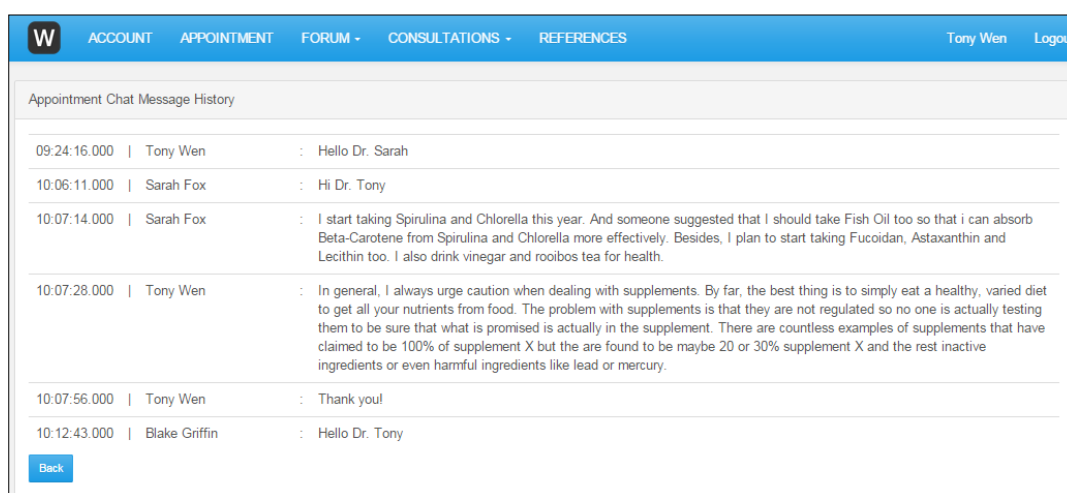 W ACCOUNT APPOINTMENT FORUM CONSULTATIONS REFERENCES Tony Wen Logou
Appointment Chat Message History
09:24:16.000 | Tony Wen : Hello Dr. Sarah
10:06:11.000 | Sarah Fox : Hi Dr. Tony
10:07:14.000 | Sarah Fox : I start taking Spirulina and Chlorella this year. And someone suggested that I should take Fish Oil too so that i can absorb
Beta-Carotene from Spirulina and Chlorella more effectively. Besides, I plan to start taking Fucoidan, Astaxanthin and
Lecithin too. I also drink vinegar and rooibos tea for health.
10:07:28.000 | Tony Wen : In general, I always urge caution when dealing with supplements. By far, the best thing is to simply eat a healthy, varied diet
to get all your nutrients from food. The problem with supplements is that they are not regulated so no one is actually testing
them to be sure that what is promised is actually in the supplement. There are countless examples of supplements that have
claimed to be 100% of supplement X but the are found to be maybe 20 or 30% supplement X and the rest inactive
ingredients or even harmful ingredients like lead or mercury.
10:07:56.000 | Tony Wen : Thank you!
10:12:43.000 | Blake Griffin : Hello Dr. Tony
Back